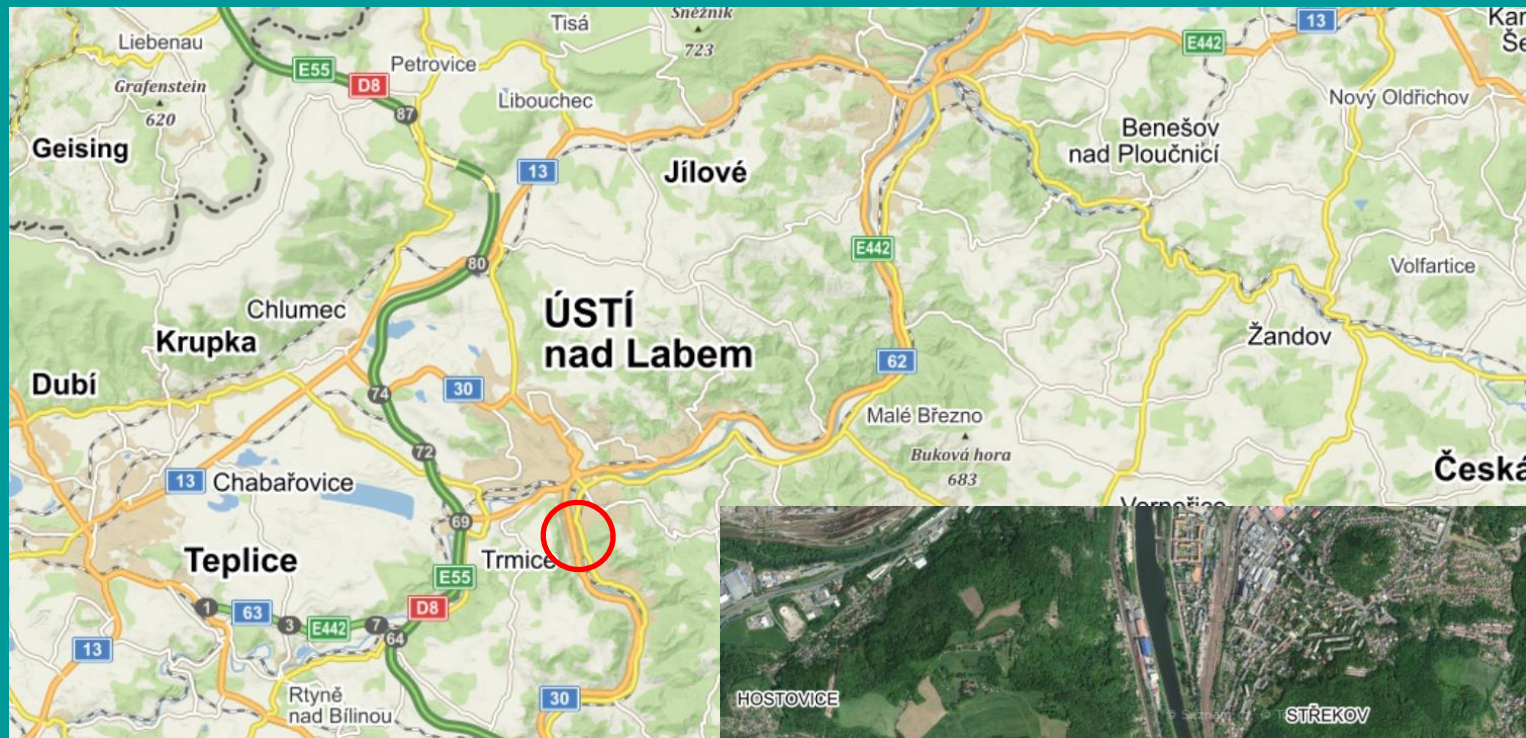 Sněžník
723
Tisá
13
Kar
Še
Liebenau
E55
Petrovice
D8
E442
Grafenstein
620
87
Libouchec
Nový Oldřichov
Benešov
nad Ploučnicí
Geising
13
Jílové
E442
80
Volfartice
Chlumec
ÚSTÍ
nad Labem
Krupka
Žandov
62
Dubí
74
30
Malé Březno
72
Buková hora
683
Česká
13
Chabařovice
69
Verneřice
Teplice
Trmice
E55
1
63
3
E442
7
D8
64
13
Rtyně
nad Bílinou
30
HOSTOVICE
STŘEKOV